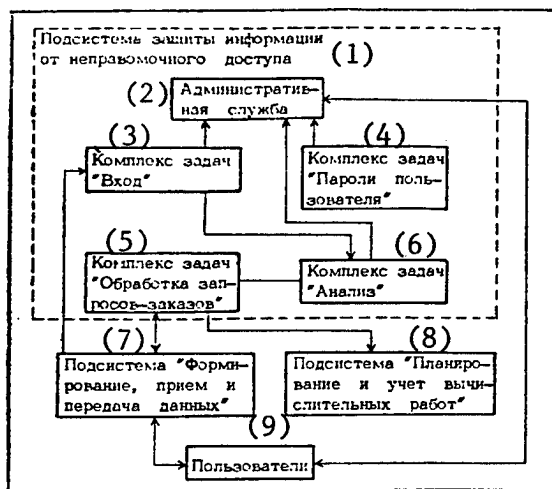 Подсистема защиты информации
от неправомочного доступа
(1)
(2)
Административ-
ная служба
(3)
Комплекс задач
"Вход"
(4)
Комплекс задач
"Пароли поль-
зователя"
(5)
Комплекс задач
"Обработка зап-
росов-заказов"
(6)
Комплекс задач
"Анализ"
(7)
Подсистема "Форми-
рование, прием и
передача данных"
(8)
Подсистема "Планиро-
вание и учет вычи-
слительных работ"
(9)
Пользователи